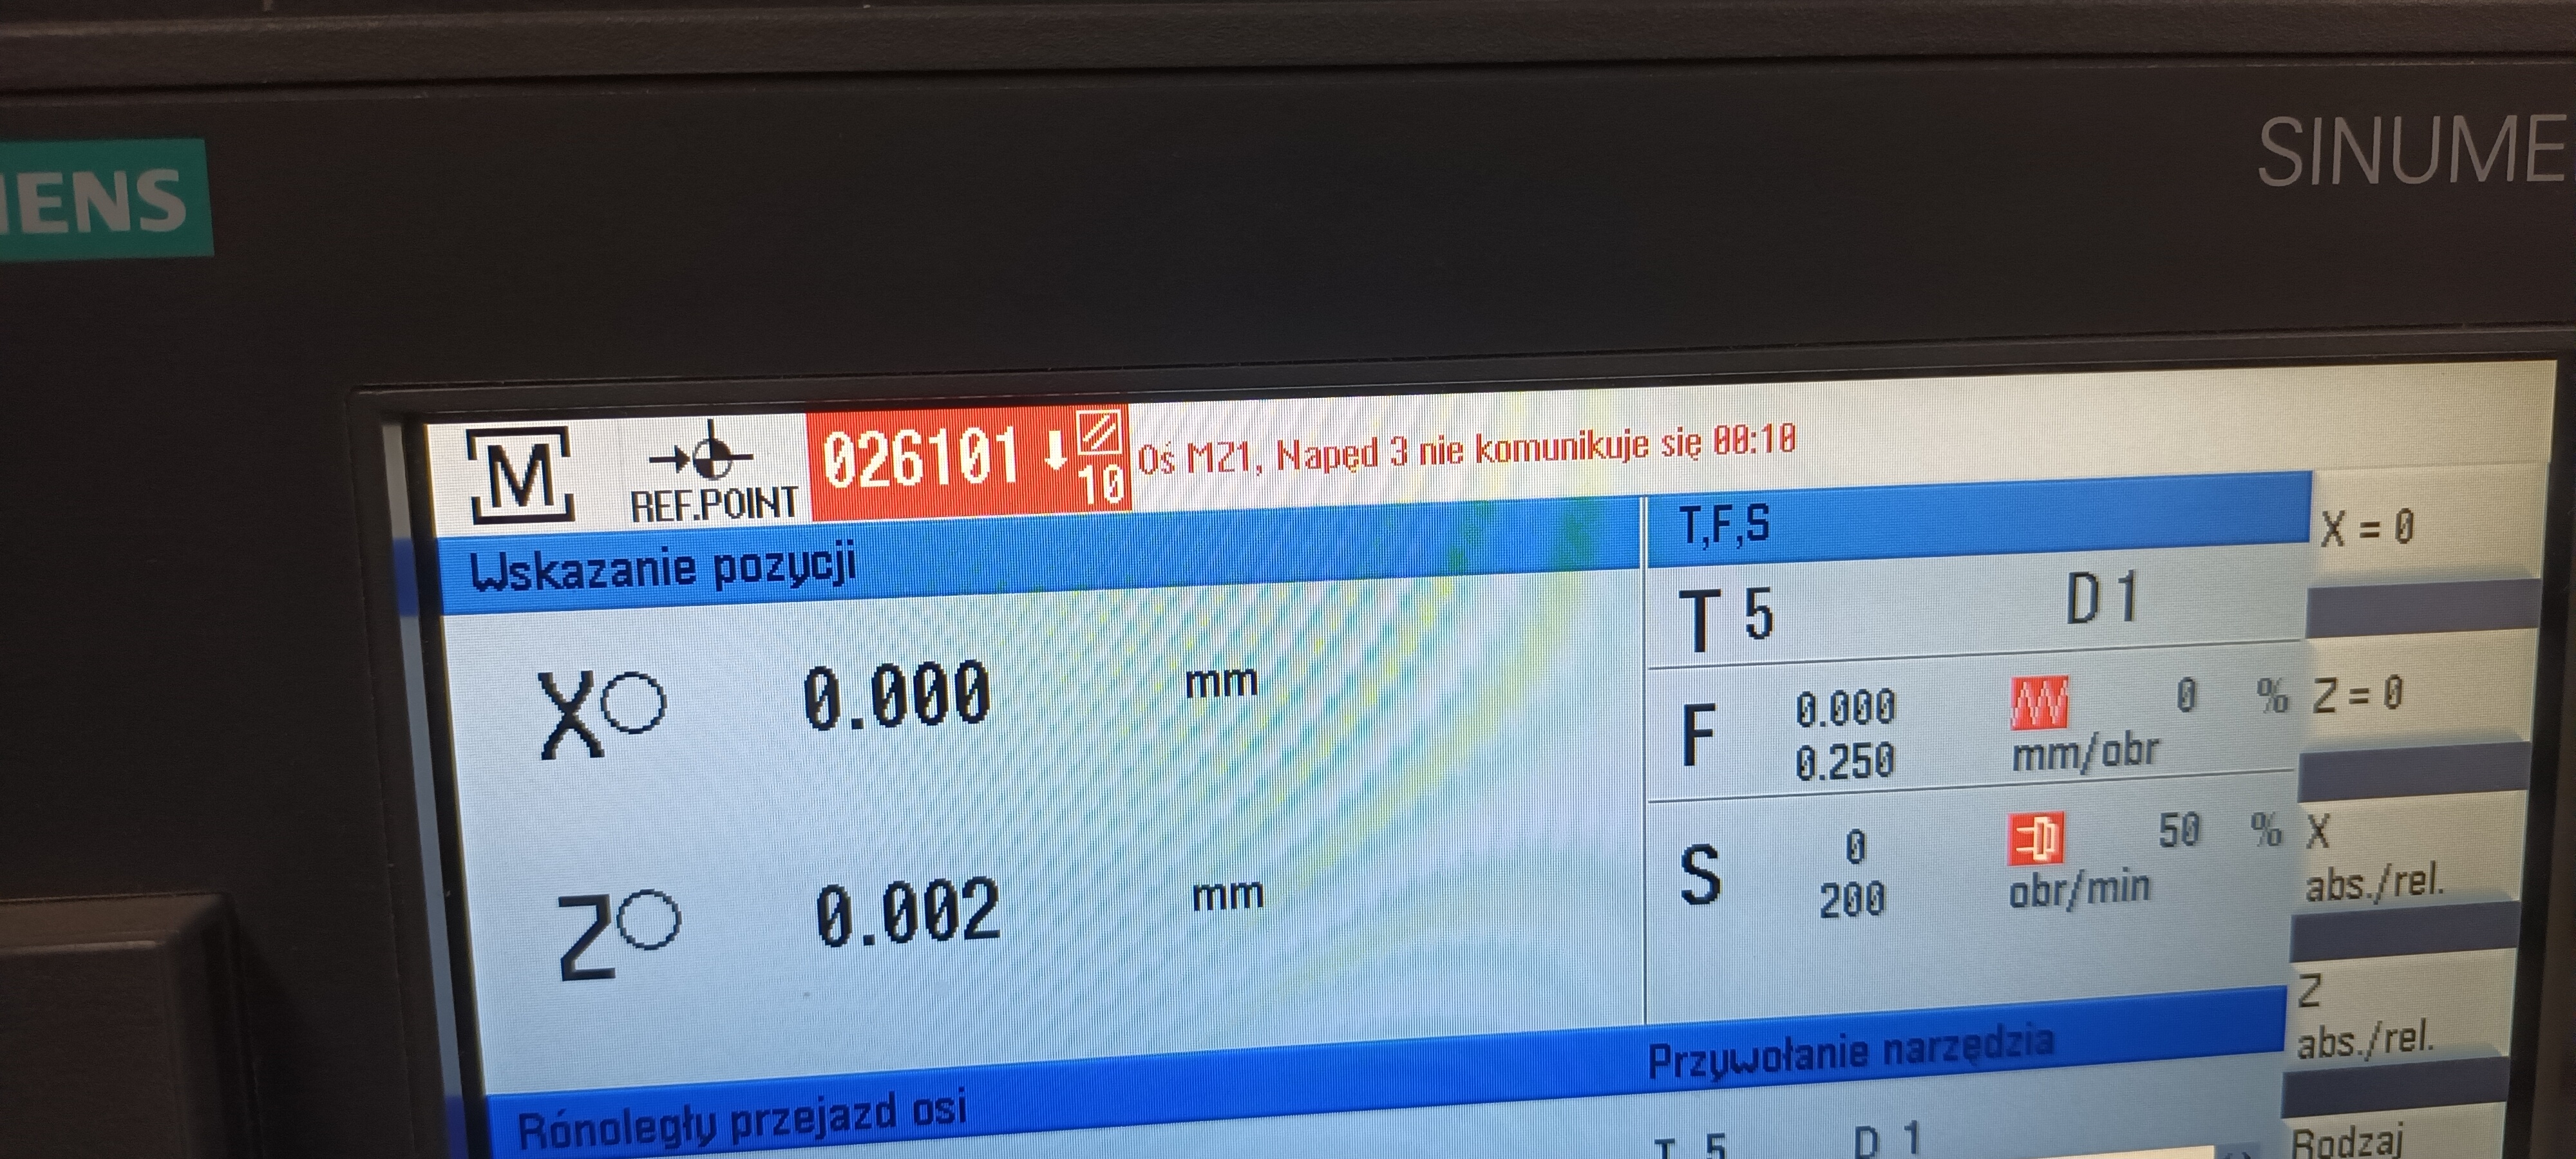 IENS
SINUME
M
REF.POINT
026101 ↓ 10
Oś MZ1, Napęd 3 nie komunikuje się 00:10
Wskazanie pozycji
X 0.000 mm
Z 0.002 mm
T,F,S
T 5 D 1
F 0.000 0 %
0.250 mm/obr
S 0 50 %
200 obr/min
X = 0
Z = 0
X
abs./rel.
Z
abs./rel.
Rodzaj
Rónoległy przejazd osi
Przywołanie narzędzia
T 5 D 1